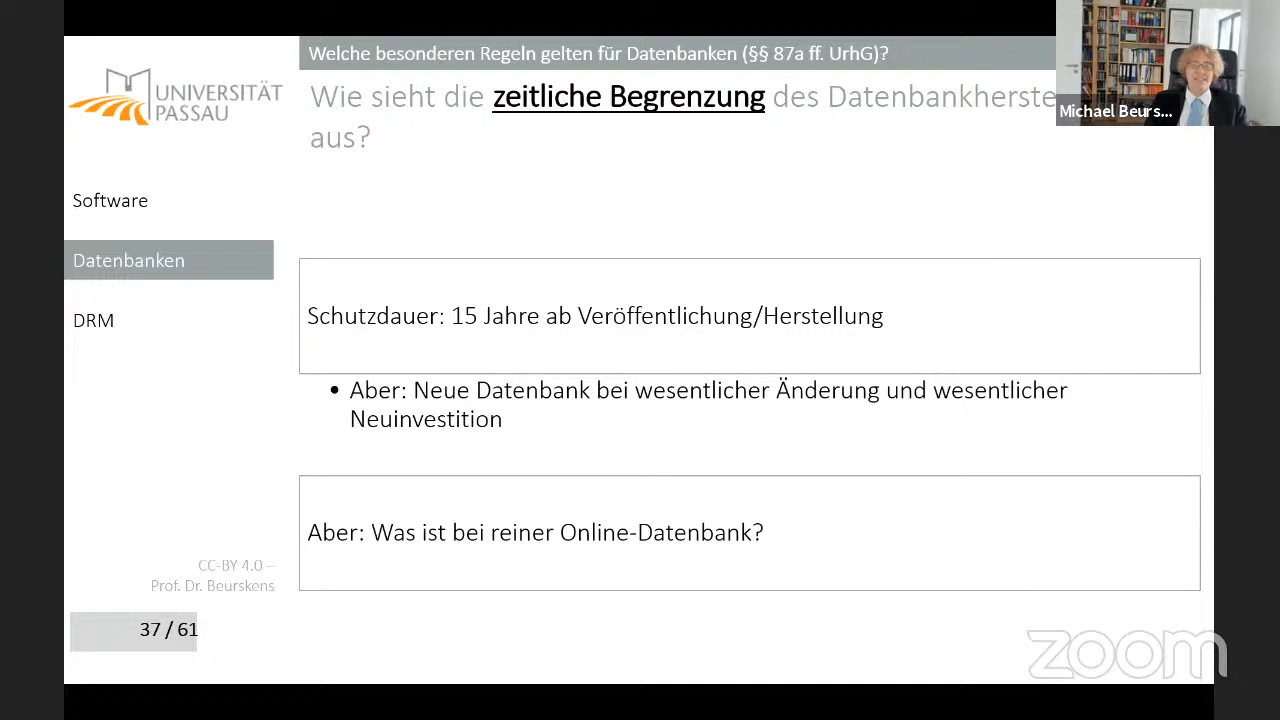 Welche besonderen Regeln gelten für Datenbanken (§§ 87a ff. UrhG)?
UNIVERSITÄT
PASSAU
Wie sieht die zeitliche Begrenzung des Datenbankherste
aus?
Michael Beurs...
Software
Datenbanken
DRM
Schutzdauer: 15 Jahre ab Veröffentlichung/Herstellung
• Aber: Neue Datenbank bei wesentlicher Änderung und wesentlicher
Neuinvestition
Aber: Was ist bei reiner Online-Datenbank?
CC-BY 4.0 –
Prof. Dr. Beurskens
37 / 61
zoom